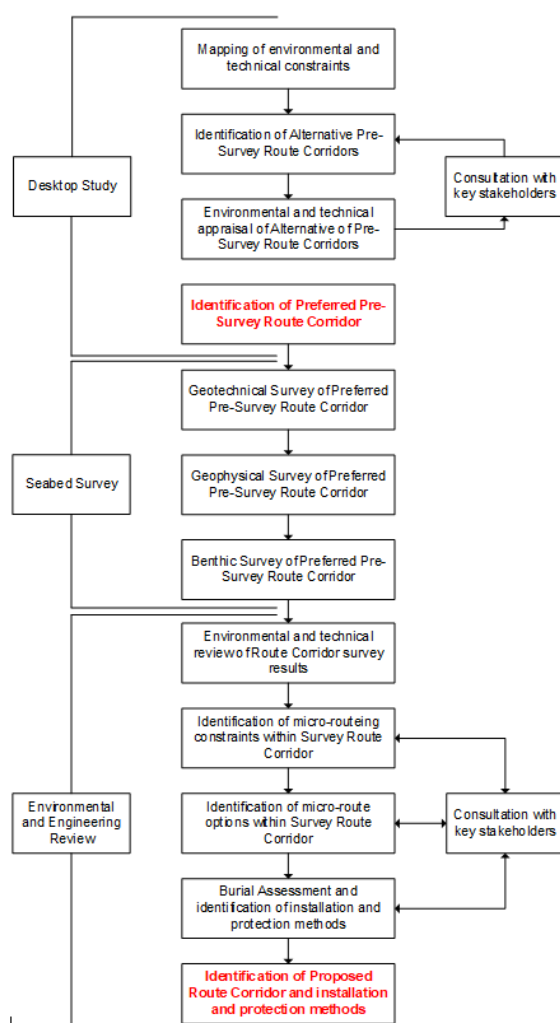 Mapping of environmental and
technical constraints
Identification of Alternative Pre-
Survey Route Corridors
Consultation with
key stakeholders
Desktop Study
Environmental and technical
appraisal of Alternative of Pre-
Survey Route Corridors
Identification of Preferred Pre-
Survey Route Corridor
Geotechnical Survey of Preferred
Pre-Survey Route Corridor
Seabed Survey
Geophysical Survey of Preferred
Pre-Survey Route Corridor
Benthic Survey of Preferred Pre-
Survey Route Corridor
Environmental and technical
review of Route Corridor survey
results
Identification of micro-routeing
constraints within Survey Route
Corridor
Environmental
and Engineering
Review
Identification of micro-route
options within Survey Route
Corridor
Consultation with
key stakeholders
Burial Assessment and
identification of installation and
protection methods
Identification of Proposed
Route Corridor and installation
and protection methods